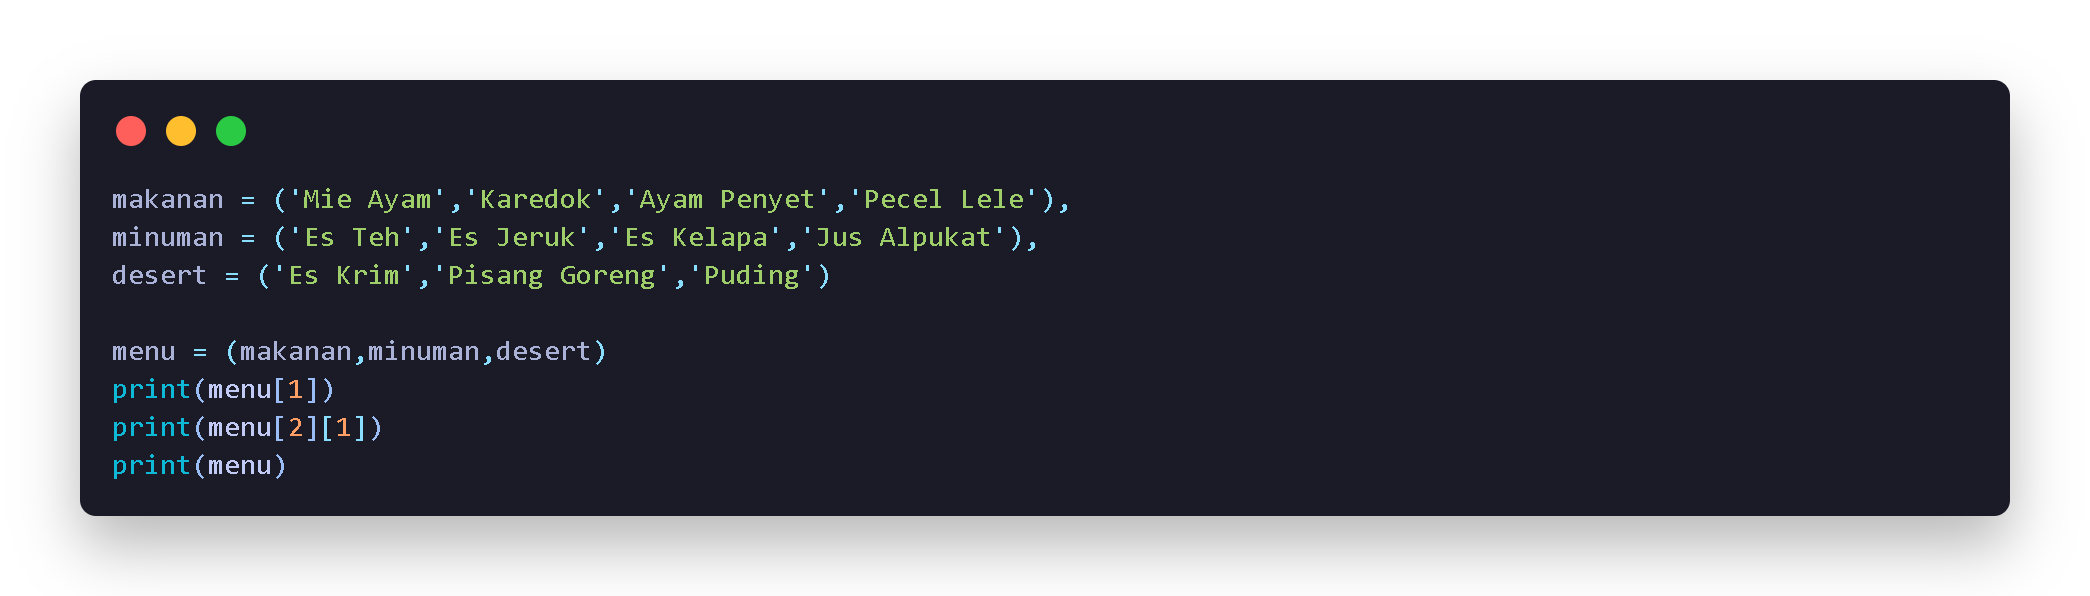 makanan = ('Mie Ayam','Karedok','Ayam Penyet','Pecel Lele'),
minuman = ('Es Teh','Es Jeruk','Es Kelapa','Jus Alpukat'),
desert = ('Es Krim','Pisang Goreng','Puding')
menu = (makanan,minuman,desert)
print(menu[1])
print(menu[2][1])
print(menu)